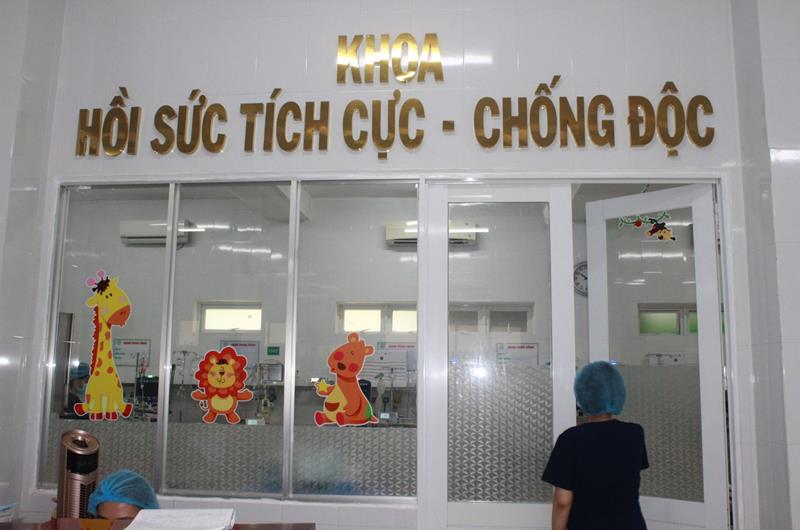 KHOA
HỒI SỨC TÍCH CỰC - CHỐNG ĐỘC